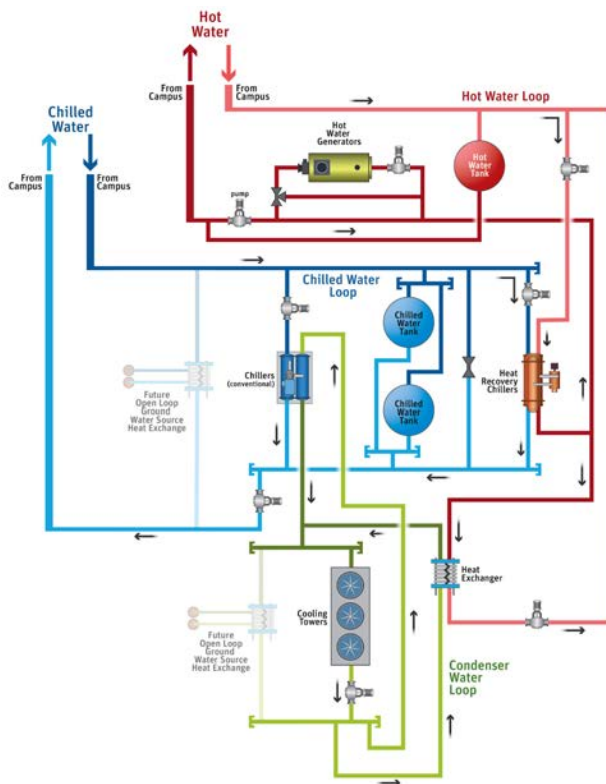 Hot
Water
From
Campus
From
Campus
Hot Water Loop
Chilled
Water
Hot
Water
Generators
Hot
Water
Tank
From
Campus
From
Campus
pump
Chilled Water
Loop
Chilled
Water
Tank
Chillers
(conventional)
Heat
Recovery
Chillers
Future
Open Loop
Ground
Water Source
Heat Exchange
Chilled
Water
Tank
Heat
Exchanger
Cooling
Towers
Future
Open Loop
Ground
Water Source
Heat Exchange
Condenser
Water
Loop